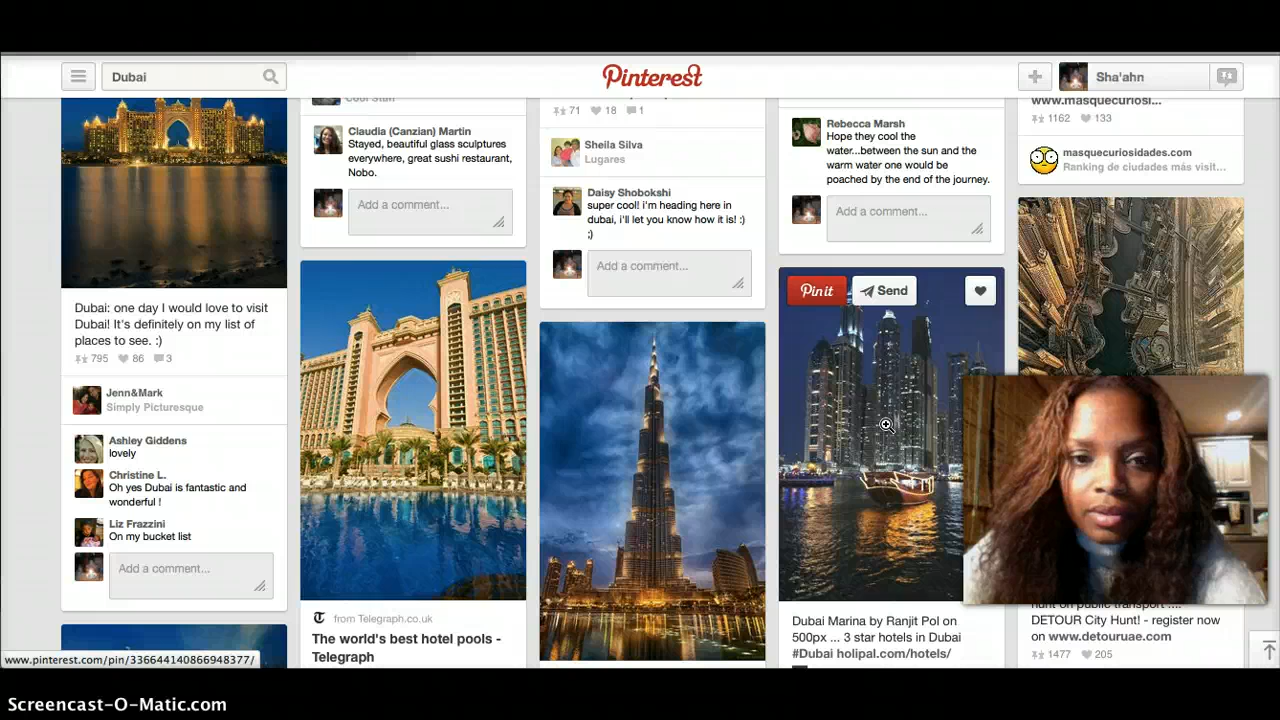 Dubai
Pinterest
Sha'ahn
Dubai: one day I would love to visit
Dubai! It's definitely on my list of
places to see. :)
795 86 3
Jenn&Mark
Simply Picturesque
Ashley Giddens
lovely
Christine L.
Oh yes Dubai is fantastic and
wonderful !
Liz Frazzini
On my bucket list
Add a comment...
Cool Stuff
Claudia (Canzian) Martin
Stayed, beautiful glass sculptures
everywhere, great sushi restaurant,
Nobo.
Add a comment...
from Telegraph.co.uk
The world's best hotel pools -
Telegraph
71 18 1
Sheila Silva
Lugares
Daisy Shobokshi
super cool! i'm heading here in
dubai, i'll let you know how it is! :)
;)
Add a comment...
Rebecca Marsh
Hope they cool the
water...between the sun and the
warm water one would be
poached by the end of the journey.
Add a comment...
Pin it
Send
Dubai Marina by Ranjit Pol on
500px ... 3 star hotels in Dubai
#Dubai holipal.com/hotels/
www.masquecuriosi...
1162 133
masquecuriosidades.com
Ranking de ciudades más visit...
hunt on public transport ....
DETOUR City Hunt! - register now
on www.detouruae.com
1477 205
www.pinterest.com/pin/336644140866948377/
Screencast-O-Matic.com